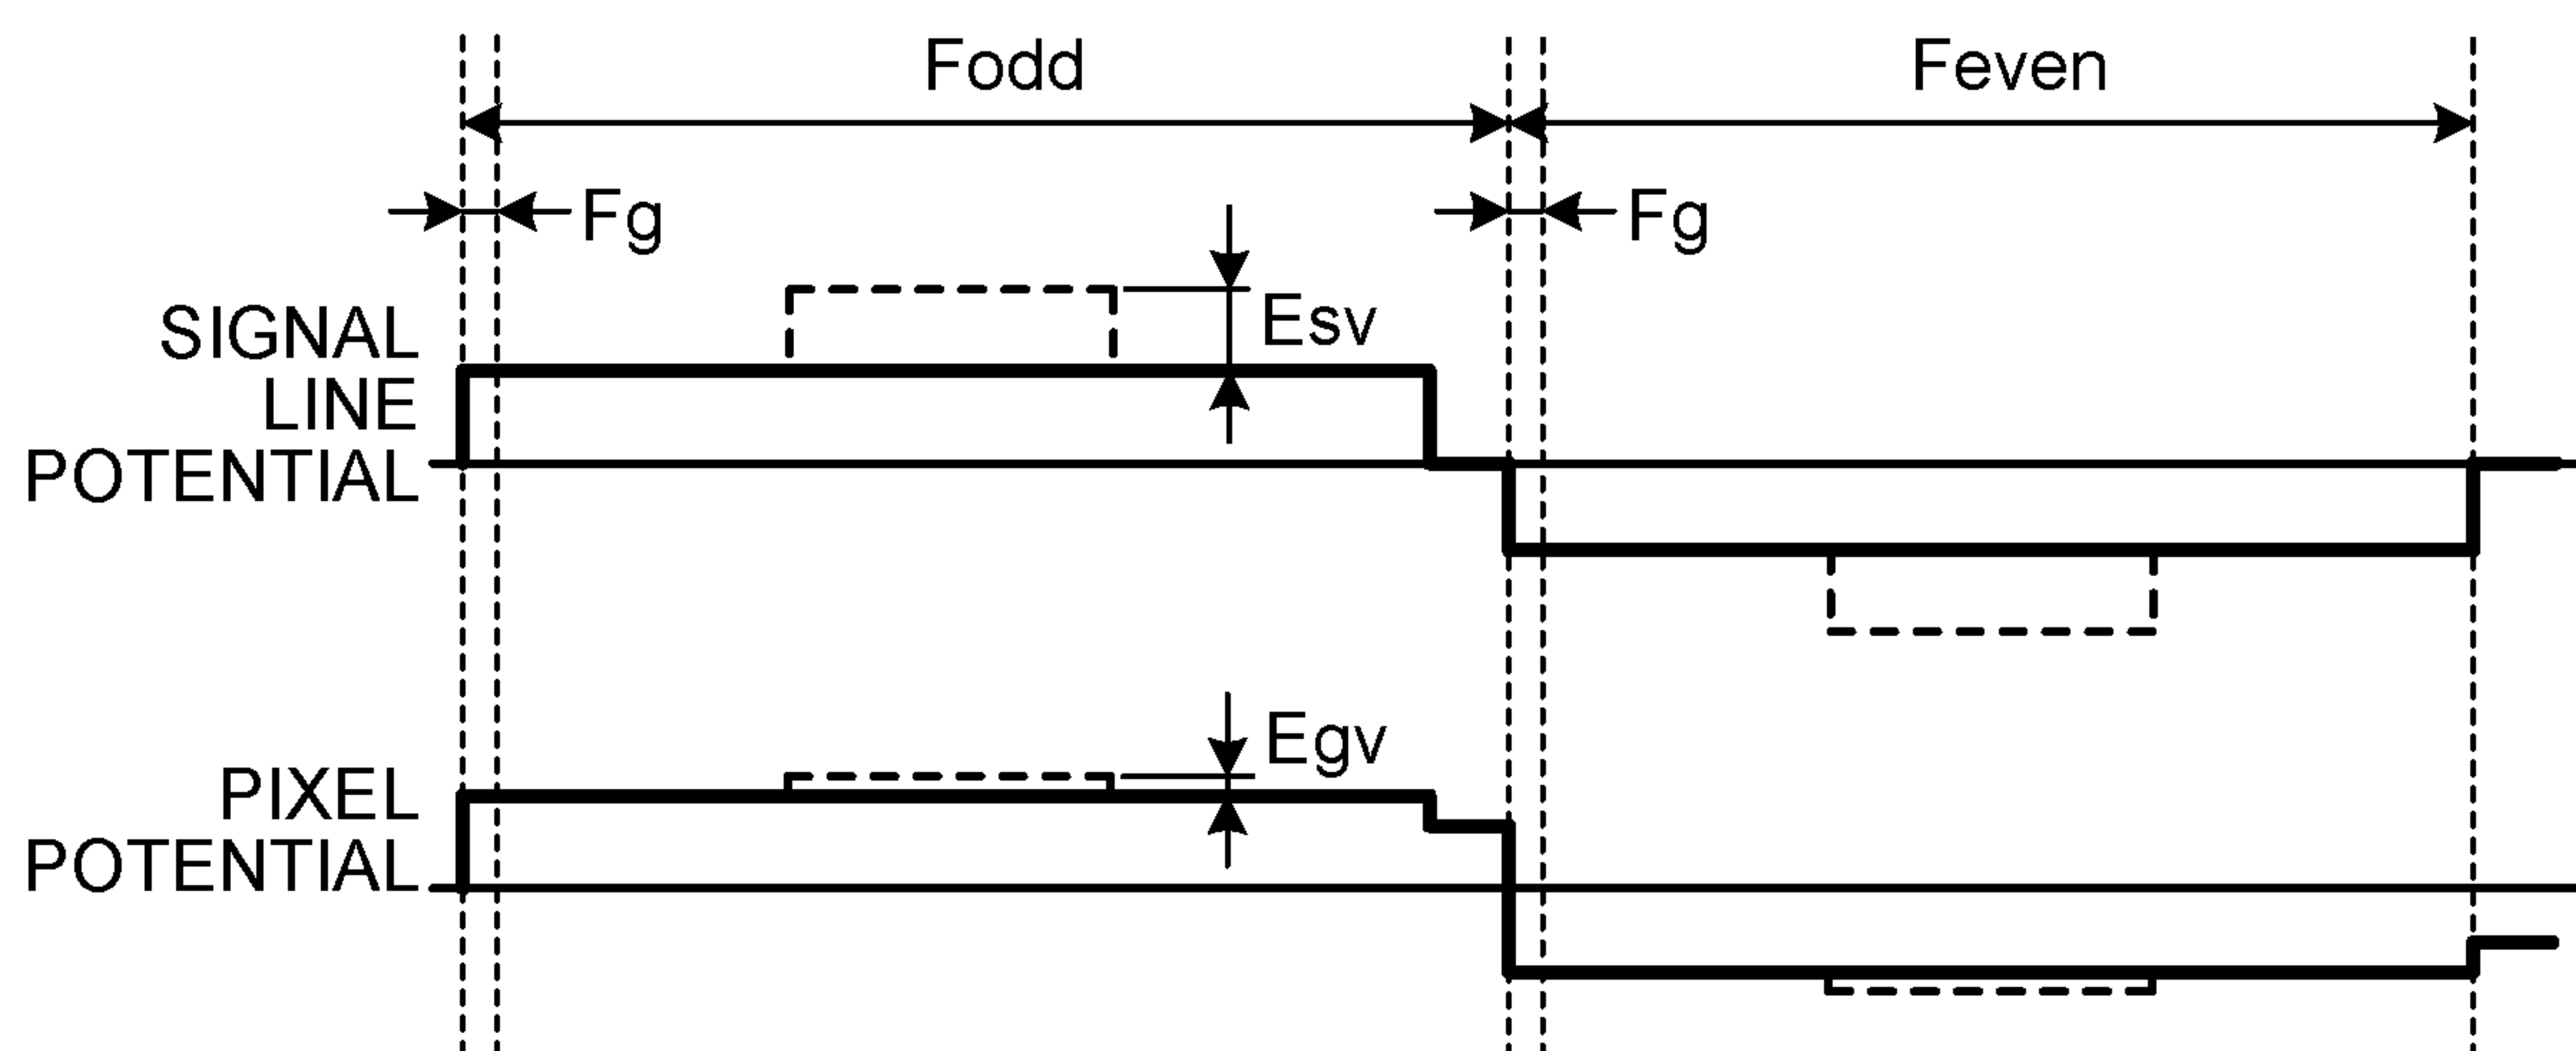 Fodd
Feven
Fg
Fg
SIGNAL
LINE
POTENTIAL
Esv
PIXEL
POTENTIAL
Egv